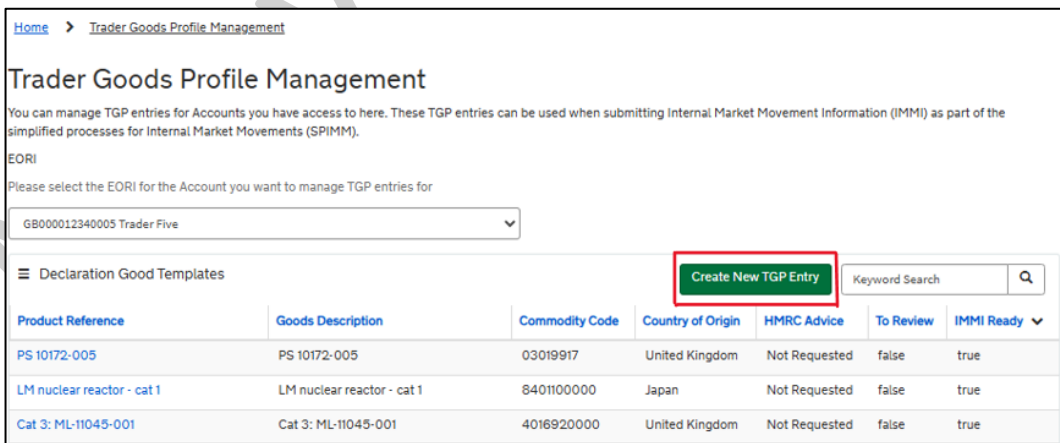 Home > Trader Goods Profile Management
Trader Goods Profile Management
You can manage TGP entries for Accounts you have access to here. These TGP entries can be used when submitting Internal Market Movement Information (IMMI) as part of the
simplified processes for Internal Market Movements (SPIMM).
EORI
Please select the EORI for the Account you want to manage TGP entries for
GB000012340005 Trader Five
Declaration Good Templates Create New TGP Entry Keyword Search
Product Reference Goods Description Commodity Code Country of Origin HMRC Advice To Review IMMI Ready
PS 10172-005 PS 10172-005 03019917 United Kingdom Not Requested false true
LM nuclear reactor - cat 1 LM nuclear reactor - cat 1 8401100000 Japan Not Requested false true
Cat 3: ML-11045-001 Cat 3: ML-11045-001 4016920000 United Kingdom Not Requested false true